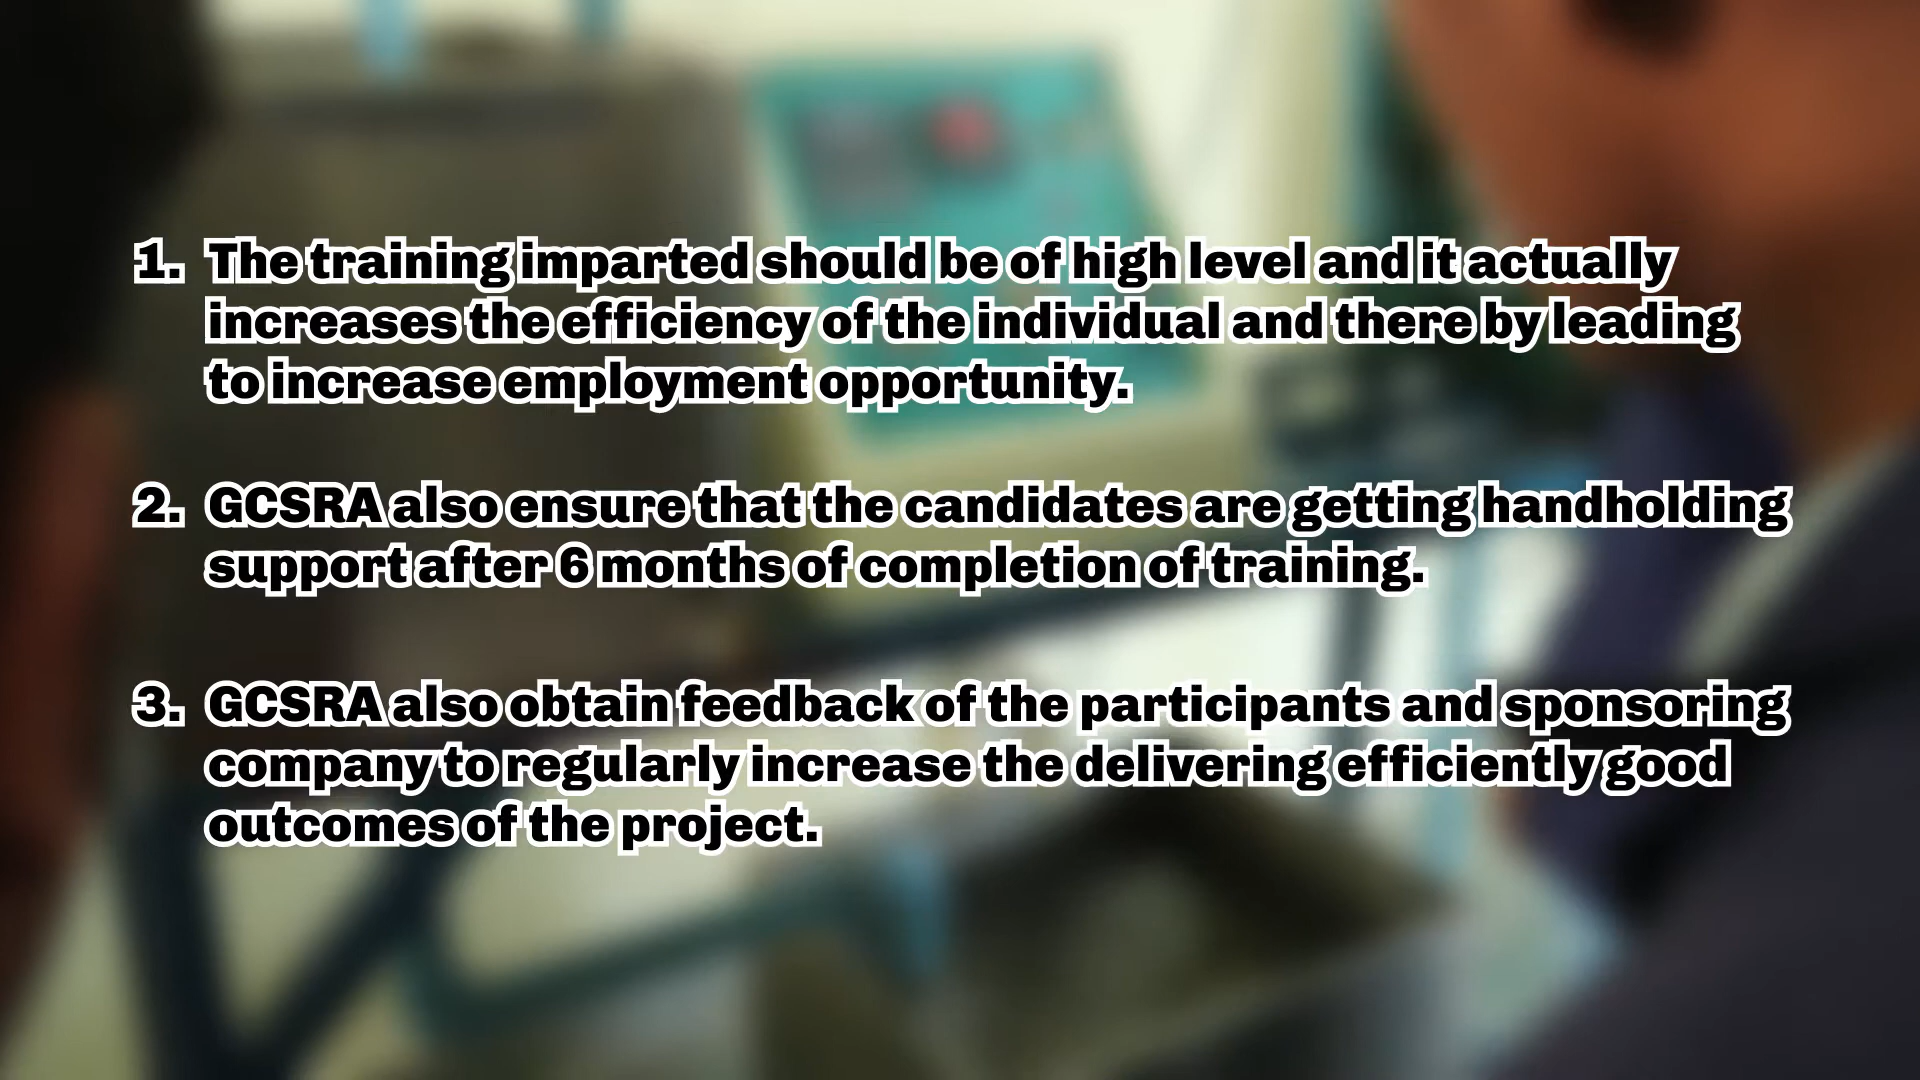 1. The training imparted should be of high level and it actually
increases the efficiency of the individual and there by leading
to increase employment opportunity.
2. GCSRA also ensure that the candidates are getting handholding
support after 6 months of completion of training.
3. GCSRA also obtain feedback of the participants and sponsoring
company to regularly increase the delivering efficiently good
outcomes of the project.